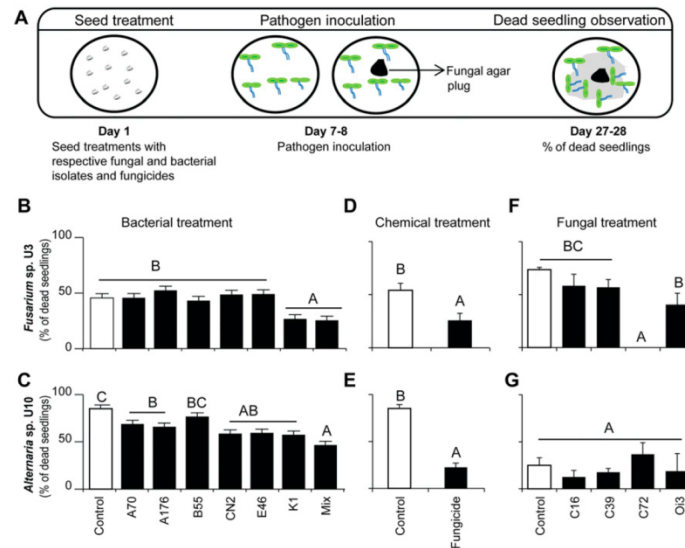 A
Seed treatment
Pathogen inoculation
Dead seedling observation
Fungal agar
plug
Day 1
Seed treatments with
respective fungal and bacterial
isolates and fungicides
Day 7-8
Pathogen inoculation
Day 27-28
% of dead seedlings
B
Bacterial treatment
D
Chemical treatment
F
Fungal treatment
Fusarium sp. U3
(% of dead seedlings)
100
50
0
B
A
B
A
BC
A
B
C
E
G
Alternaria sp. U10
(% of dead seedlings)
100
50
0
C
B
BC
AB
A
B
A
A
Control
A70
A176
B55
CN2
E46
K1
Mix
Control
Fungicide
Control
C16
C39
C72
Oi3